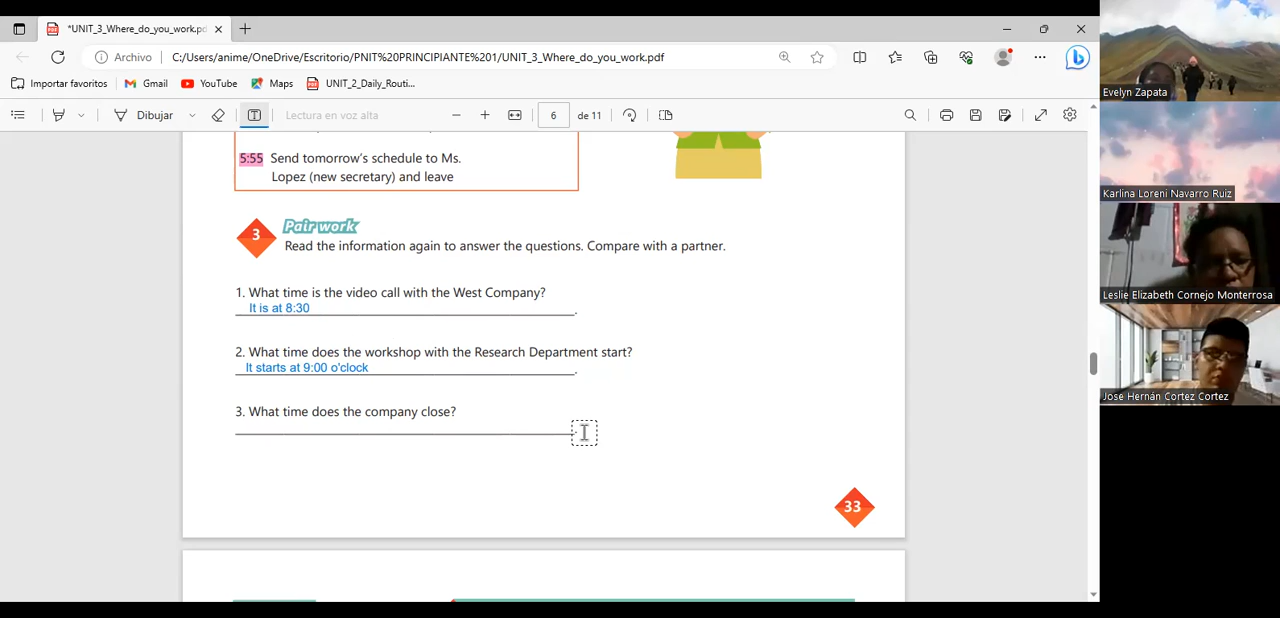 *UNIT_3_Where_do_you_work.pd
Archivo
C:/Users/anime/OneDrive/Escritorio/PNIT%20PRINCIPIANTE%201/UNIT_3_Where_do_you_work.pdf
Importar favoritos
Gmail
YouTube
Maps
UNIT_2_Daily_Routi...
Dibujar
Lectura en voz alta
6
de 11
5:55 Send tomorrow's schedule to Ms.
Lopez (new secretary) and leave
3
Pair work
Read the information again to answer the questions. Compare with a partner.
1. What time is the video call with the West Company?
It is at 8:30
2. What time does the workshop with the Research Department start?
It starts at 9:00 o'clock
3. What time does the company close?
33
Evelyn Zapata
Karlina Loreni Navarro Ruiz
Leslie Elizabeth Cornejo Monterrosa
Jose Hernán Cortez Cortez